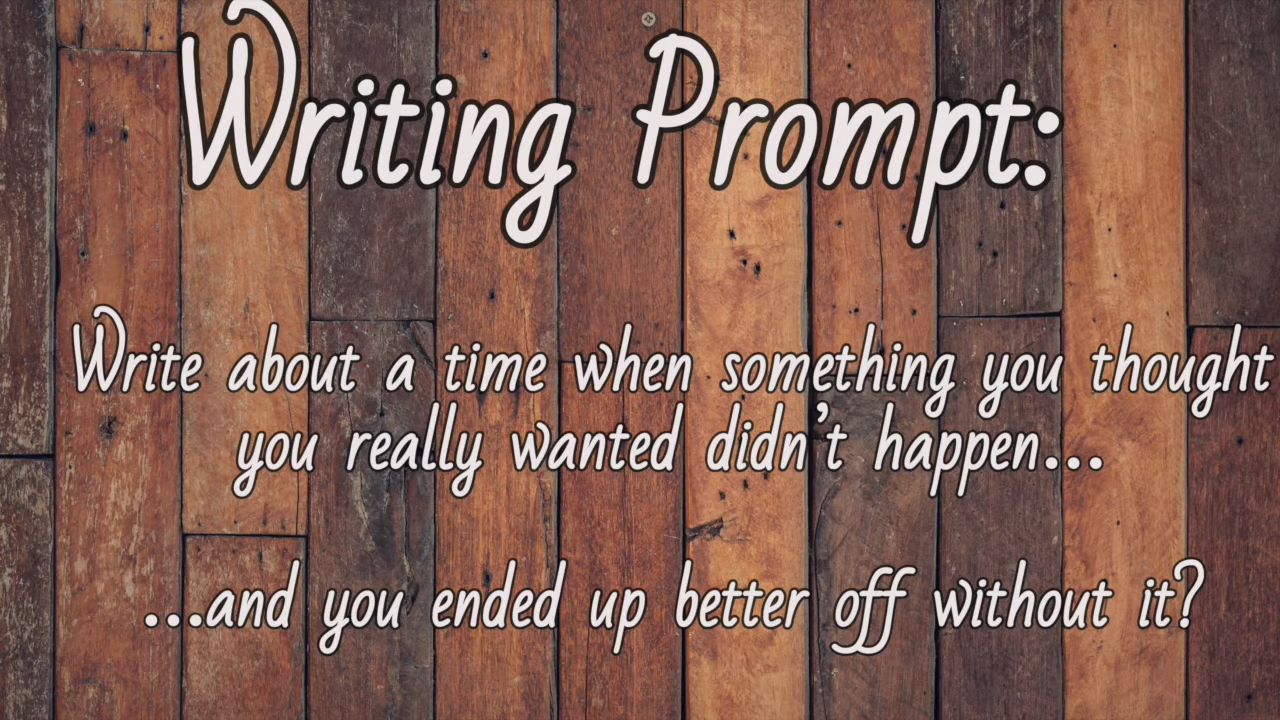 Writing Prompt:
Write about a time when something you thought
you really wanted didn't happen...
...and you ended up better off without it?